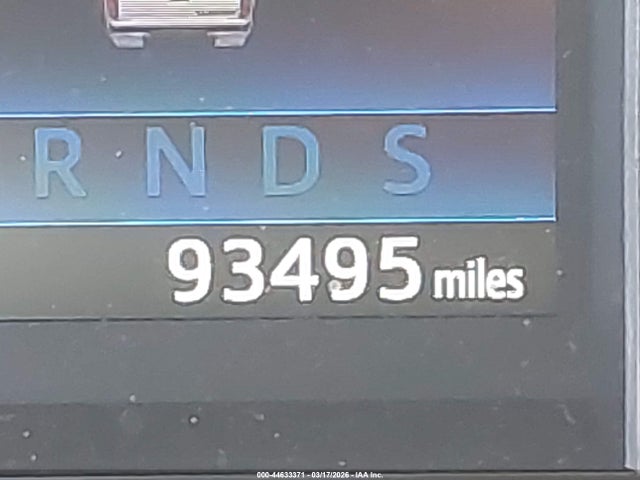 R N D S
93495 miles
000-44633371 - 03/17/2026 - IAA Inc.